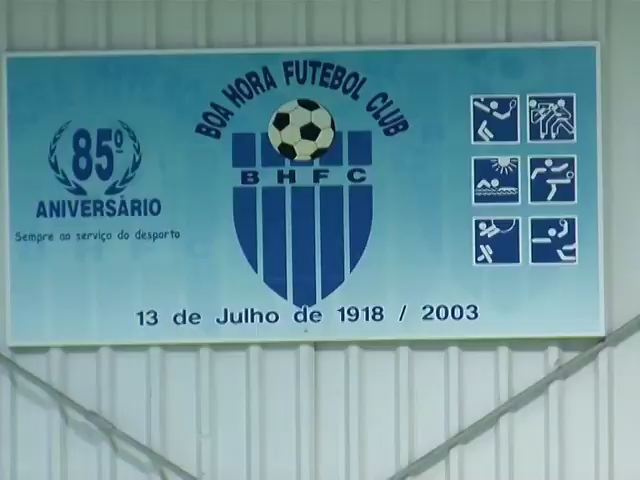 BOA HORA FUTEBOL CLUB
85º
ANIVERSÁRIO
Sempre ao serviço do desporto
BHFC
13 de Julho de 1918 / 2003